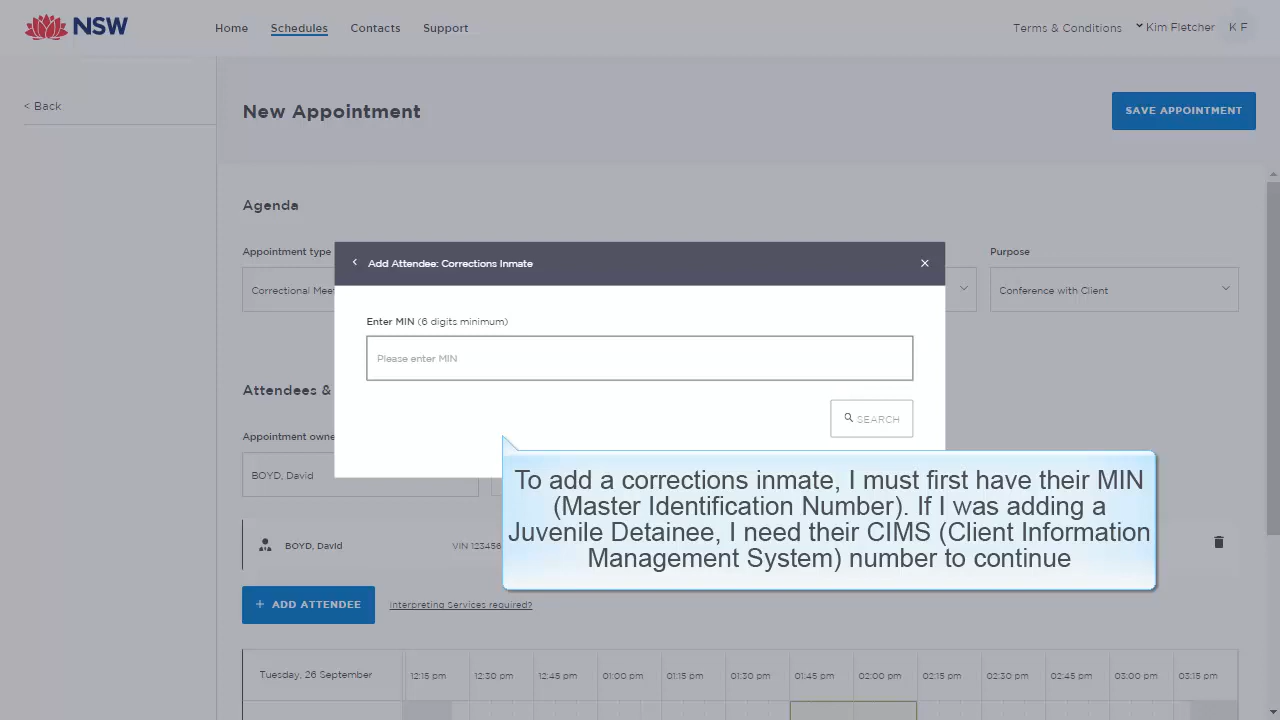 NSW
Home Schedules Contacts Support
Terms & Conditions Kim Fletcher K F
< Back
New Appointment
SAVE APPOINTMENT
Agenda
Appointment type
Purpose
Correctional Mee
Conference with Client
Add Attendee: Corrections Inmate
Enter MIN (6 digits minimum)
Please enter MIN
SEARCH
Attendees &
Appointment owne
BOYD, David
To add a corrections inmate, I must first have their MIN
(Master Identification Number). If I was adding a
Juvenile Detainee, I need their CIMS (Client Information
Management System) number to continue
BOYD, David VIN 123456
+ ADD ATTENDEE Interpreting Services required?
Tuesday, 26 September 12:15 pm 12:30 pm 12:45 pm 01:00 pm 01:15 pm 01:30 pm 01:45 pm 02:00 pm 02:15 pm 02:30 pm 02:45 pm 03:00 pm 03:15 pm